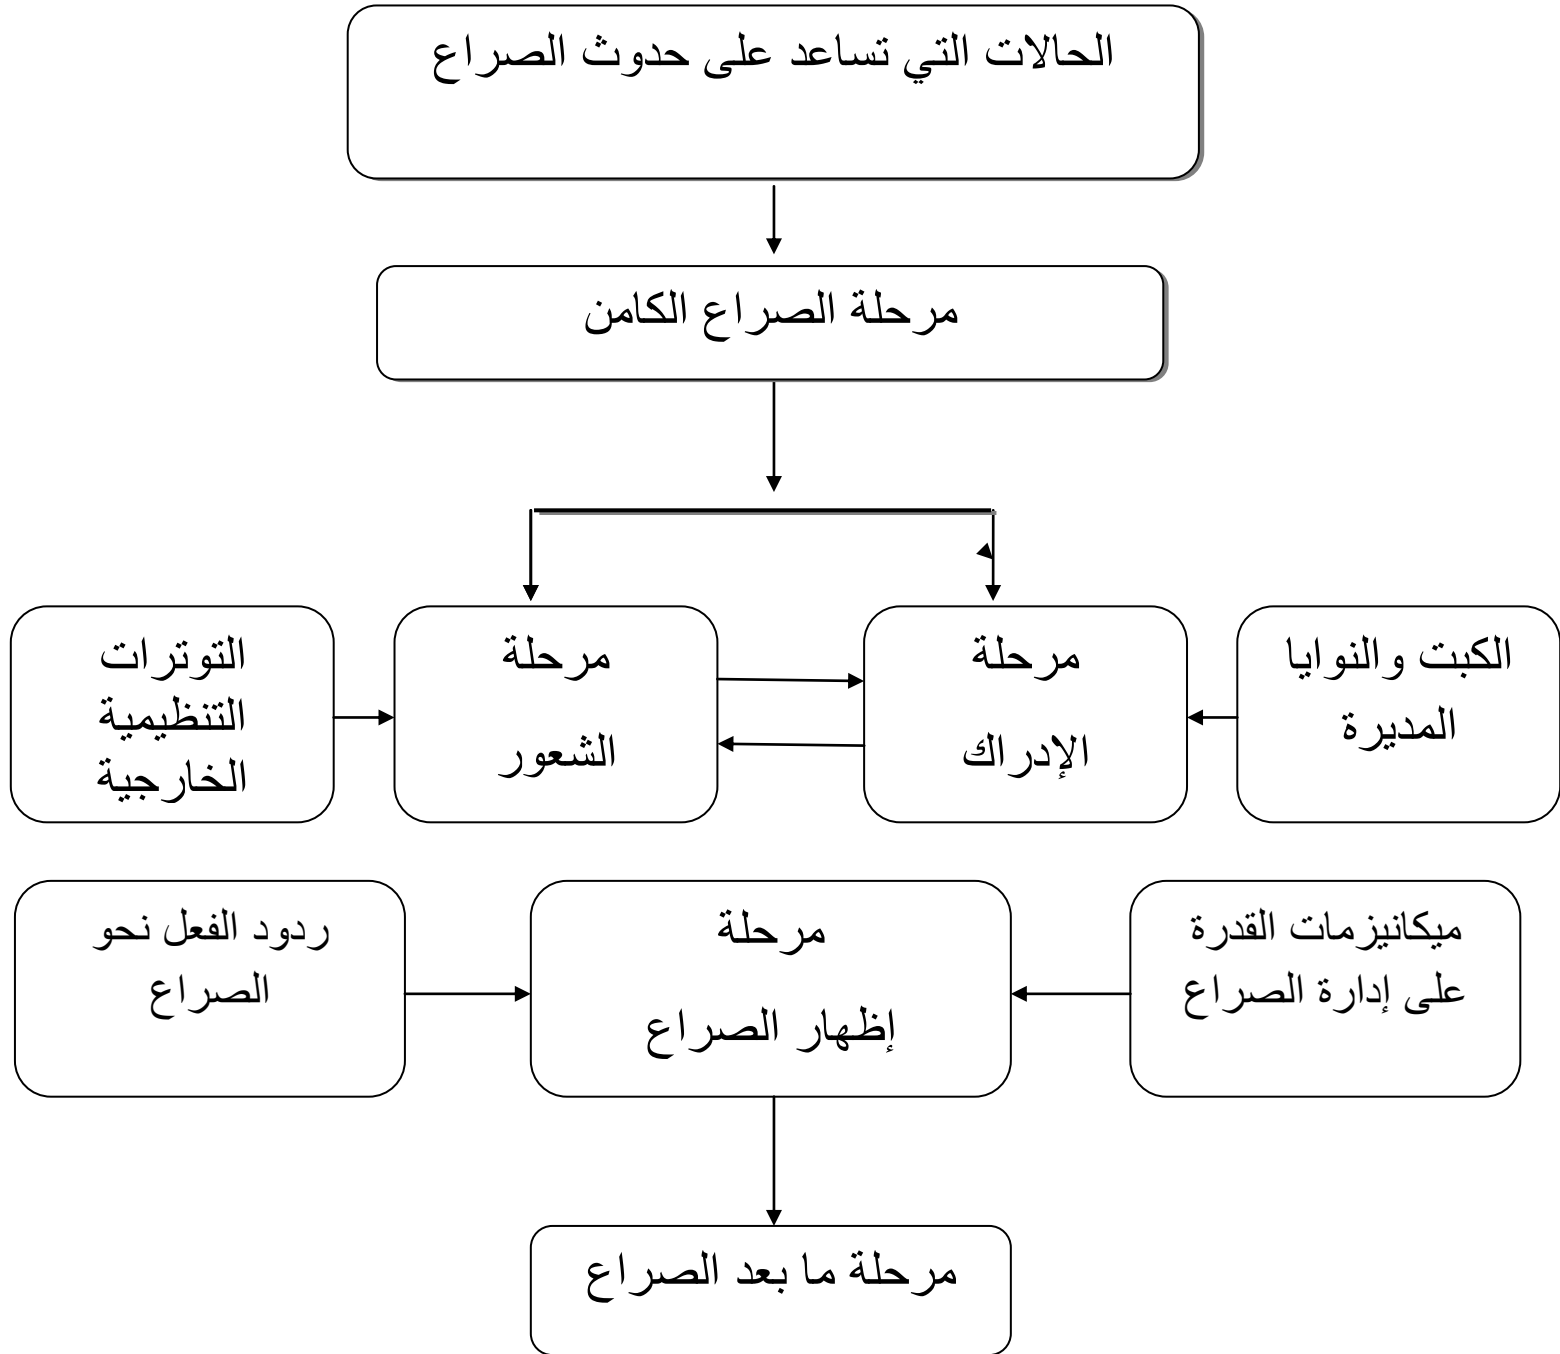 الحالات التي تساعد على حدوث الصراع
مرحلة الصراع الكامن
الكبت والنوايا
المديرة
مرحلة
الإدراك
مرحلة
الشعور
التوترات
التنظيمية
الخارجية
ميكانيزمات القدرة
على إدارة الصراع
مرحلة
إظهار الصراع
ردود الفعل نحو
الصراع
مرحلة ما بعد الصراع